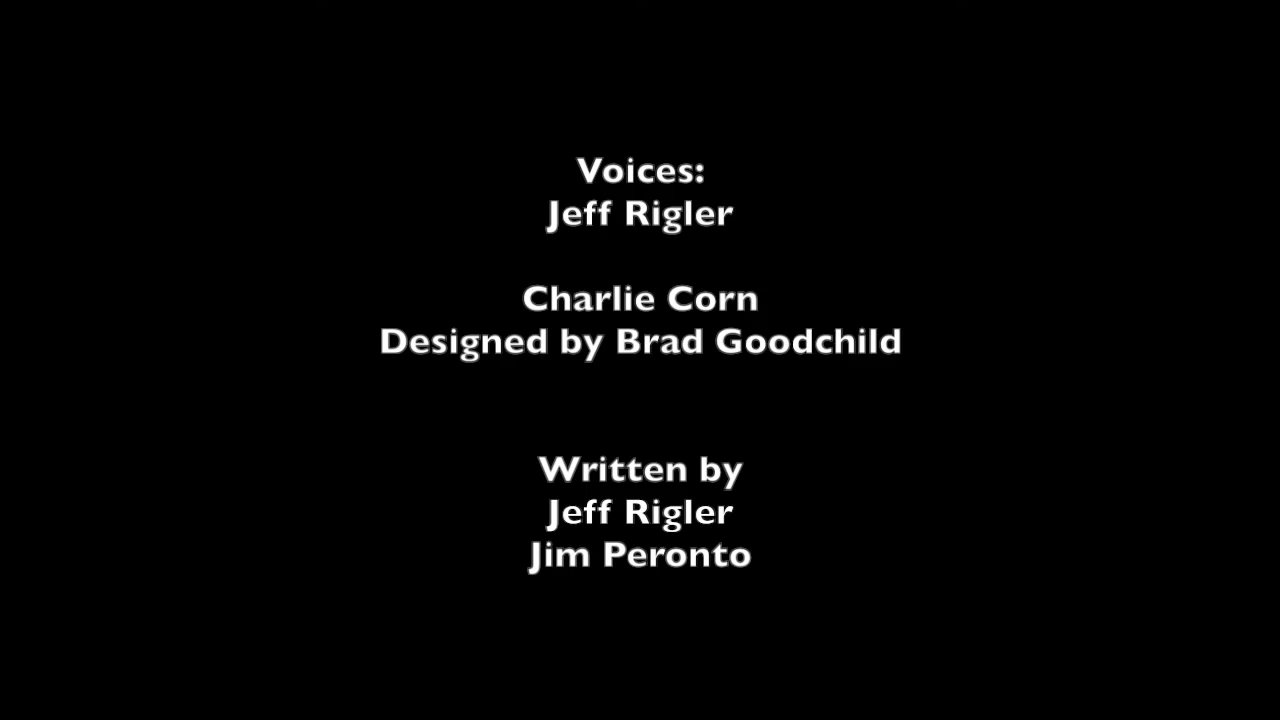 Voices:
Jeff Rigler
Charlie Corn
Designed by Brad Goodchild
Written by
Jeff Rigler
Jim Peronto